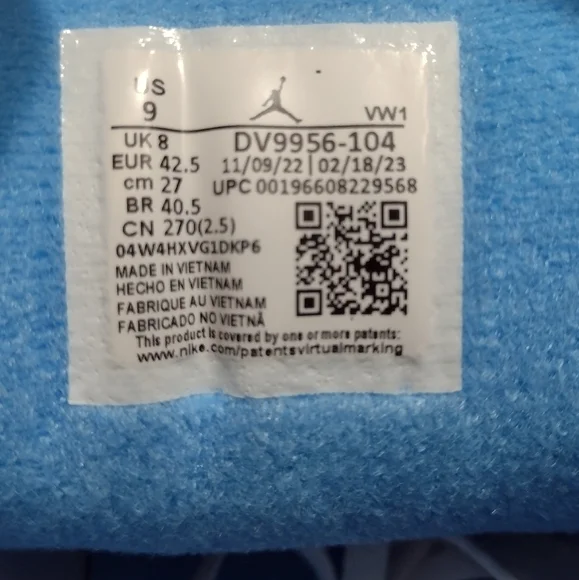 US
9
VW1
UK 8
DV9956-104
EUR 42.5
11/09/22 | 02/18/23
cm 27
UPC 00196608229568
BR 40.5
CN 270(2.5)
04W4HXVG1DKP6
MADE IN VIETNAM
HECHO EN VIETNAM
FABRIQUE AU VIETNAM
FABRICADO NO VIETNÃ
This product is covered by one or more patents:
www.nike.com/patentsvirtualmarking